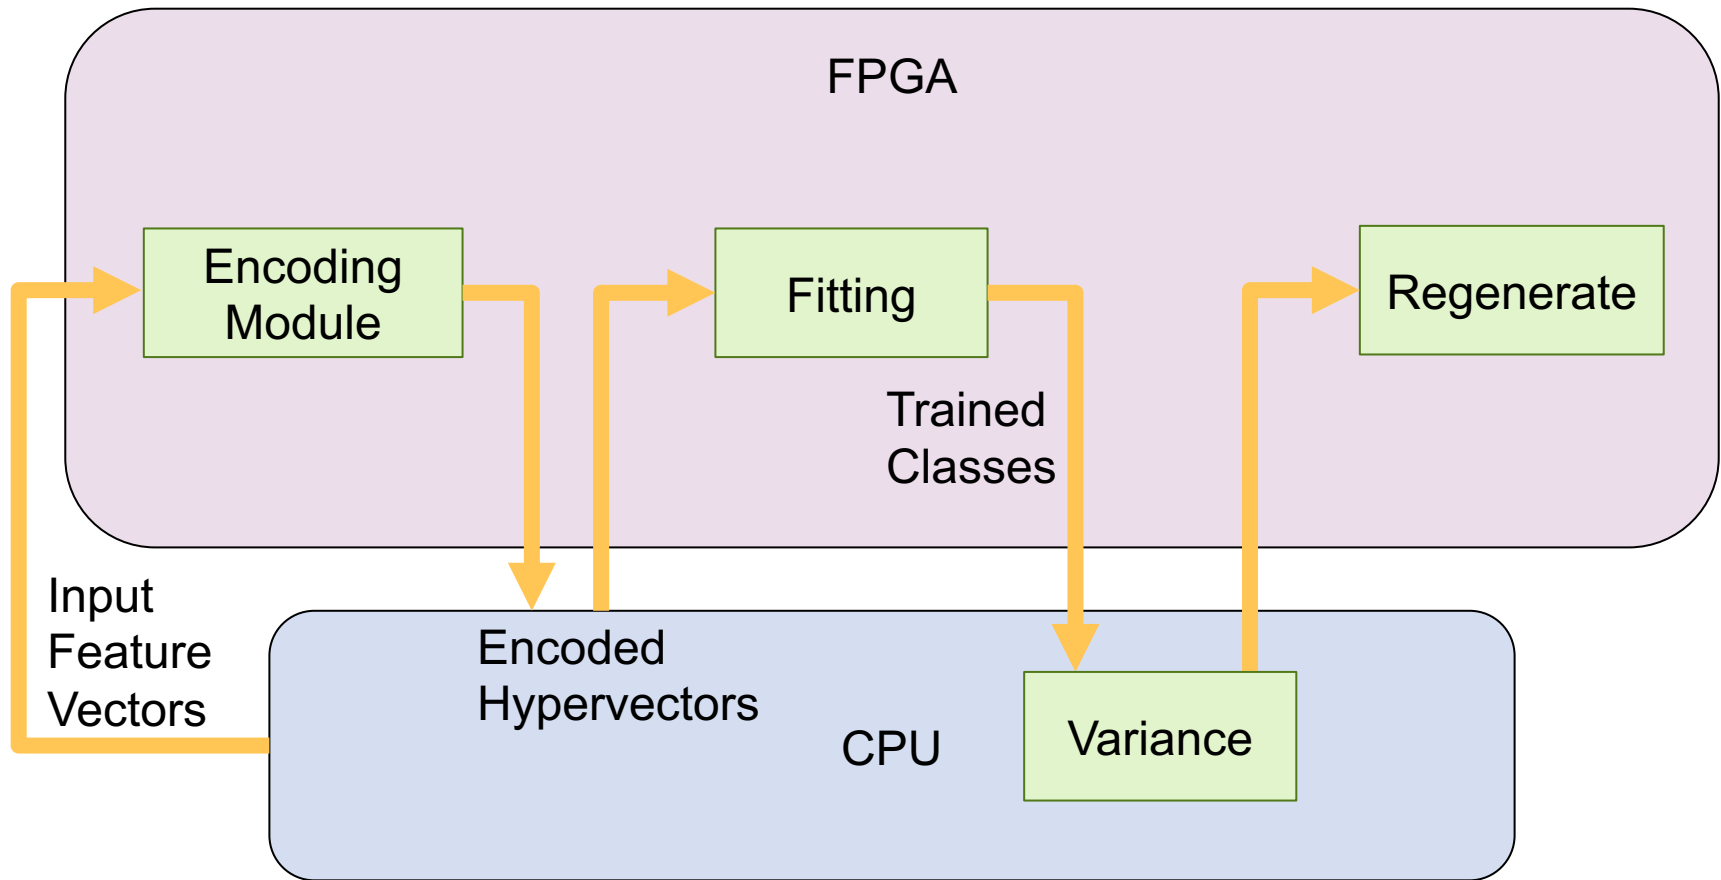 FPGA
Encoding
Module
Fitting
Regenerate
Trained
Classes
Input
Feature
Vectors
Encoded
Hypervectors
CPU
Variance